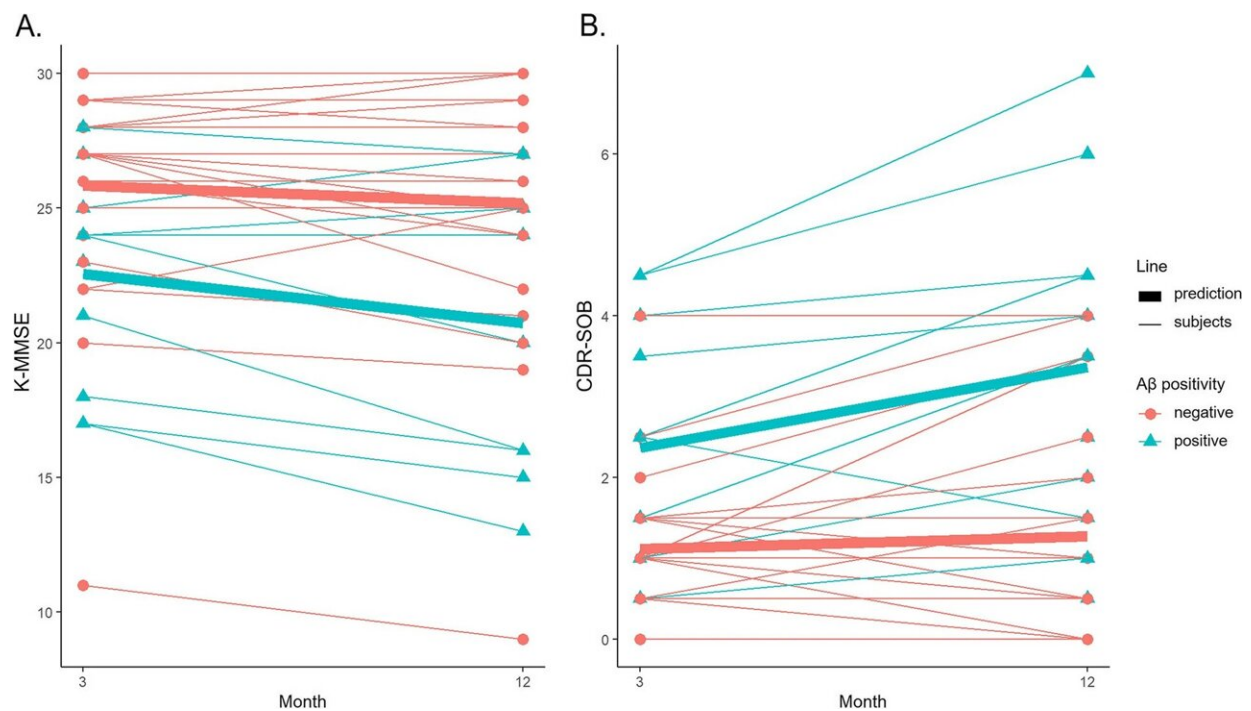 A.
B.
30
25
20
15
10
K-MMSE
3
12
Month
6
4
2
0
CDR-SOB
3
12
Month
Line
prediction
subjects
Aβ positivity
negative
positive